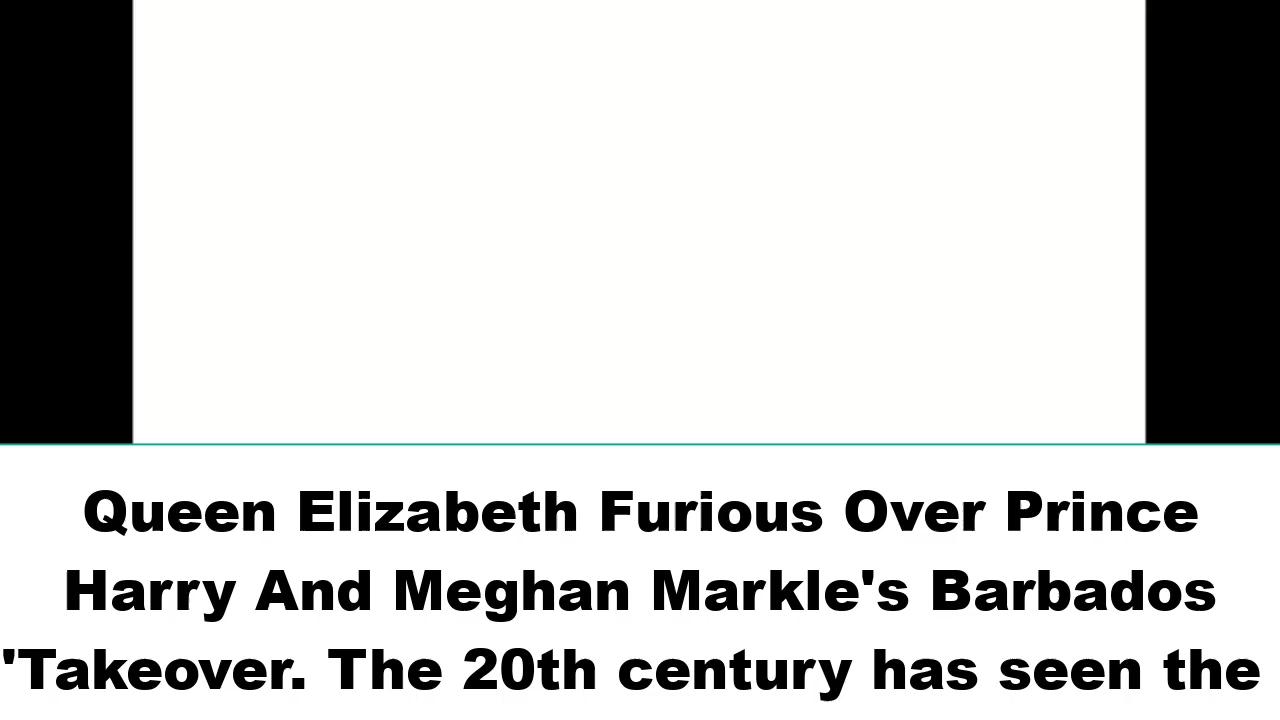 Queen Elizabeth Furious Over Prince
Harry And Meghan Markle's Barbados
'Takeover. The 20th century has seen the